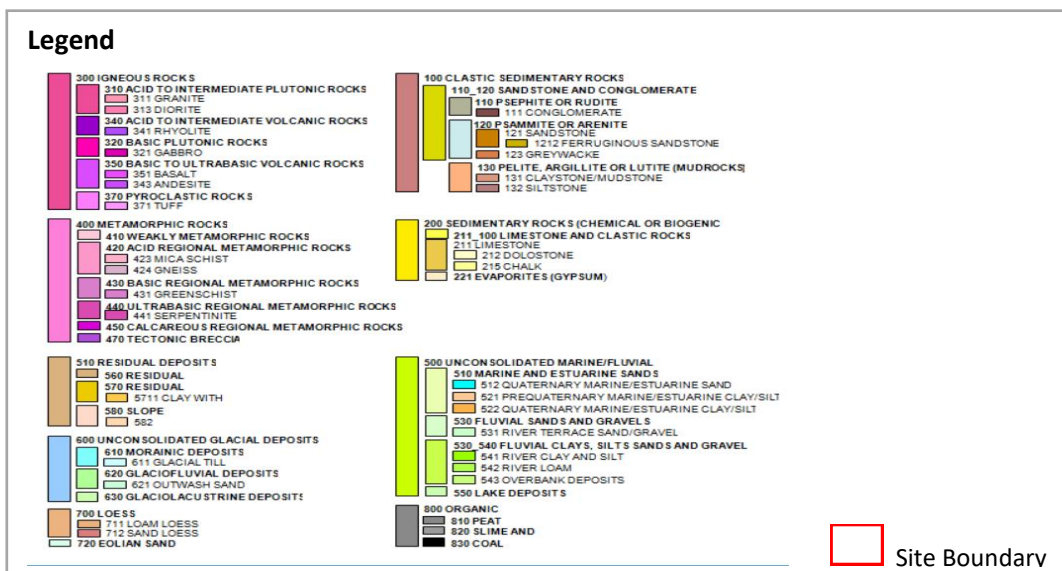 Legend
300 IGNEOUS ROCKS
310 ACID TO INTERMEDIATE PLUTONIC ROCKS
311 GRANITE
313 DIORITE
340 ACID TO INTERMEDIATE VOLCANIC ROCKS
341 RHYOLITE
320 BASIC PLUTONIC ROCKS
321 GABBRO
350 BASIC TO ULTRABASIC VOLCANIC ROCKS
351 BASALT
343 ANDESITE
370 PYROCLASTIC ROCKS
371 TUFF
400 METAMORPHIC ROCKS
410 WEAKLY METAMORPHIC ROCKS
420 ACID REGIONAL METAMORPHIC ROCKS
423 MICA SCHIST
424 GNEISS
430 BASIC REGIONAL METAMORPHIC ROCKS
431 GREENSCHIST
440 ULTRABASIC REGIONAL METAMORPHIC ROCKS
441 SERPENTINITE
450 CALCAREOUS REGIONAL METAMORPHIC ROCKS
470 TECTONIC BRECCIA
510 RESIDUAL DEPOSITS
560 RESIDUAL
570 RESIDUAL
5711 CLAY WITH
580 SLOPE
582
600 UNCONSOLIDATED GLACIAL DEPOSITS
610 MORAINIC DEPOSITS
611 GLACIAL TILL
620 GLACIOFLUVIAL DEPOSITS
621 OUTWASH SAND
630 GLACIOLACUSTRINE DEPOSITS
700 LOESS
711 LOAM LOESS
712 SAND LOESS
720 EOLIAN SAND
100 CLASTIC SEDIMENTARY ROCKS
110_120 SANDSTONE AND CONGLOMERATE
110 PSEPHITE OR RUDITE
111 CONGLOMERATE
120 PSAMMITE OR ARENITE
121 SANDSTONE
1212 FERRUGINOUS SANDSTONE
123 GREYWACKE
130 PELITE, ARGILLITE OR LUTITE (MUDROCKS)
131 CLAYSTONE/MUDSTONE
132 SILTSTONE
200 SEDIMENTARY ROCKS (CHEMICAL OR BIOGENIC
211_100 LIMESTONE AND CLASTIC ROCKS
211 LIMESTONE
212 DOLOSTONE
215 CHALK
221 EVAPORITES (GYPSUM)
500 UNCONSOLIDATED MARINE/FLUVIAL
510 MARINE AND ESTUARINE SANDS
512 QUATERNARY MARINE/ESTUARINE SAND
521 PREQUATERNARY MARINE/ESTUARINE CLAY/SILT
522 QUATERNARY MARINE/ESTUARINE CLAY/SILT
530 FLUVIAL SANDS AND GRAVELS
531 RIVER TERRACE SAND/GRAVEL
530_540 FLUVIAL CLAYS, SILTS SANDS AND GRAVEL
541 RIVER CLAY AND SILT
542 RIVER LOAM
543 OVERBANK DEPOSITS
550 LAKE DEPOSITS
800 ORGANIC
810 PEAT
820 SLIME AND
830 COAL
Site Boundary